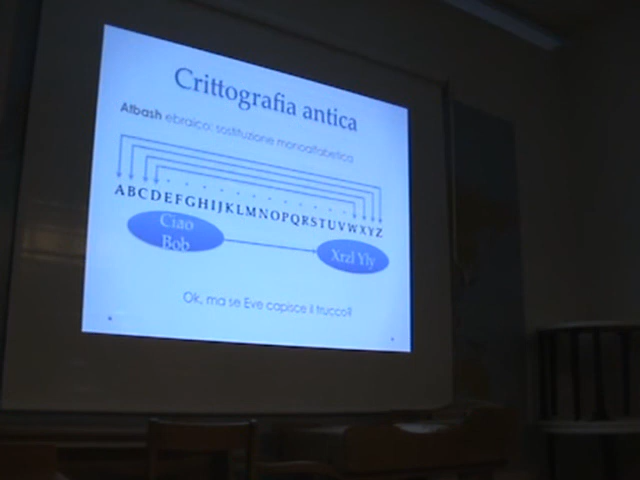 Crittografia antica
Atbash ebraico: sostituzione monoalfabetica
ABCDEFGHIJKLMNOPQRSTUVWXYZ
Ciao
Bob
Xrzl Yly
Ok, ma se Eve capisce il trucco?